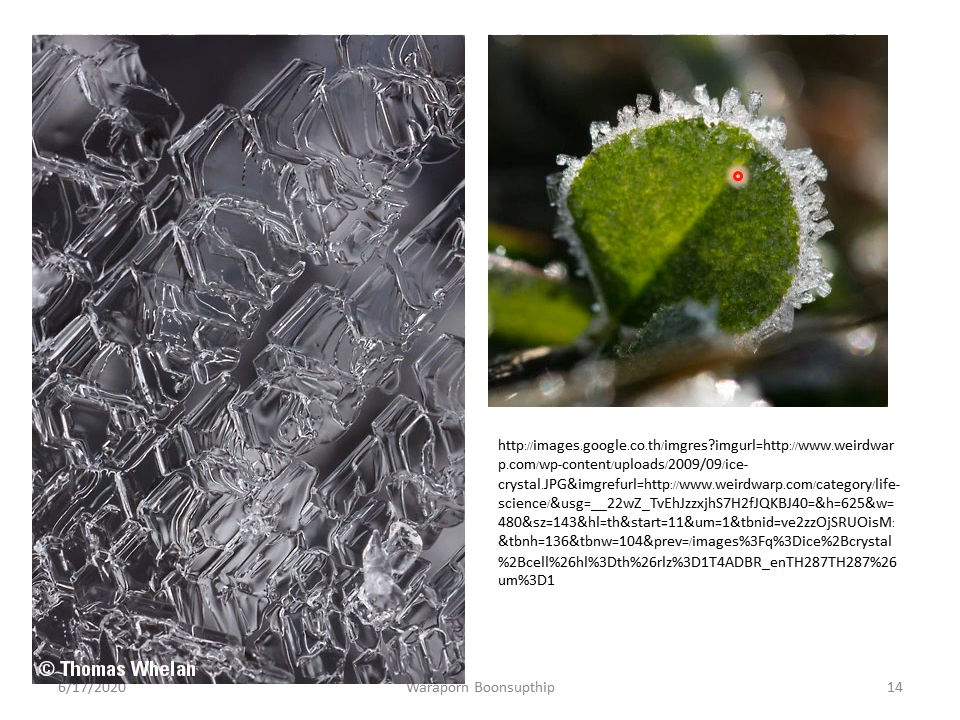 http://images.google.co.th/imgres?imgurl=http://www.weirdwar
p.com/wp-content/uploads/2009/09/ice-
crystal.JPG&imgrefurl=http://www.weirdwarp.com/category/life-
science/&usg=__22wZ_TvEhJzzxjhS7H2fJQKBJ40=&h=625&w=
480&sz=143&hl=th&start=11&um=1&tbnid=ve2zzOjSRUOisM:
&tbnh=136&tbnw=104&prev=/images%3Fq%3Dice%2Bcrystal
%2Bcell%26hl%3Dth%26rlz%3D1T4ADBR_enTH287TH287%26
um%3D1
© Thomas Whelan
6/17/2020
Waraporn Boonsupthip
14